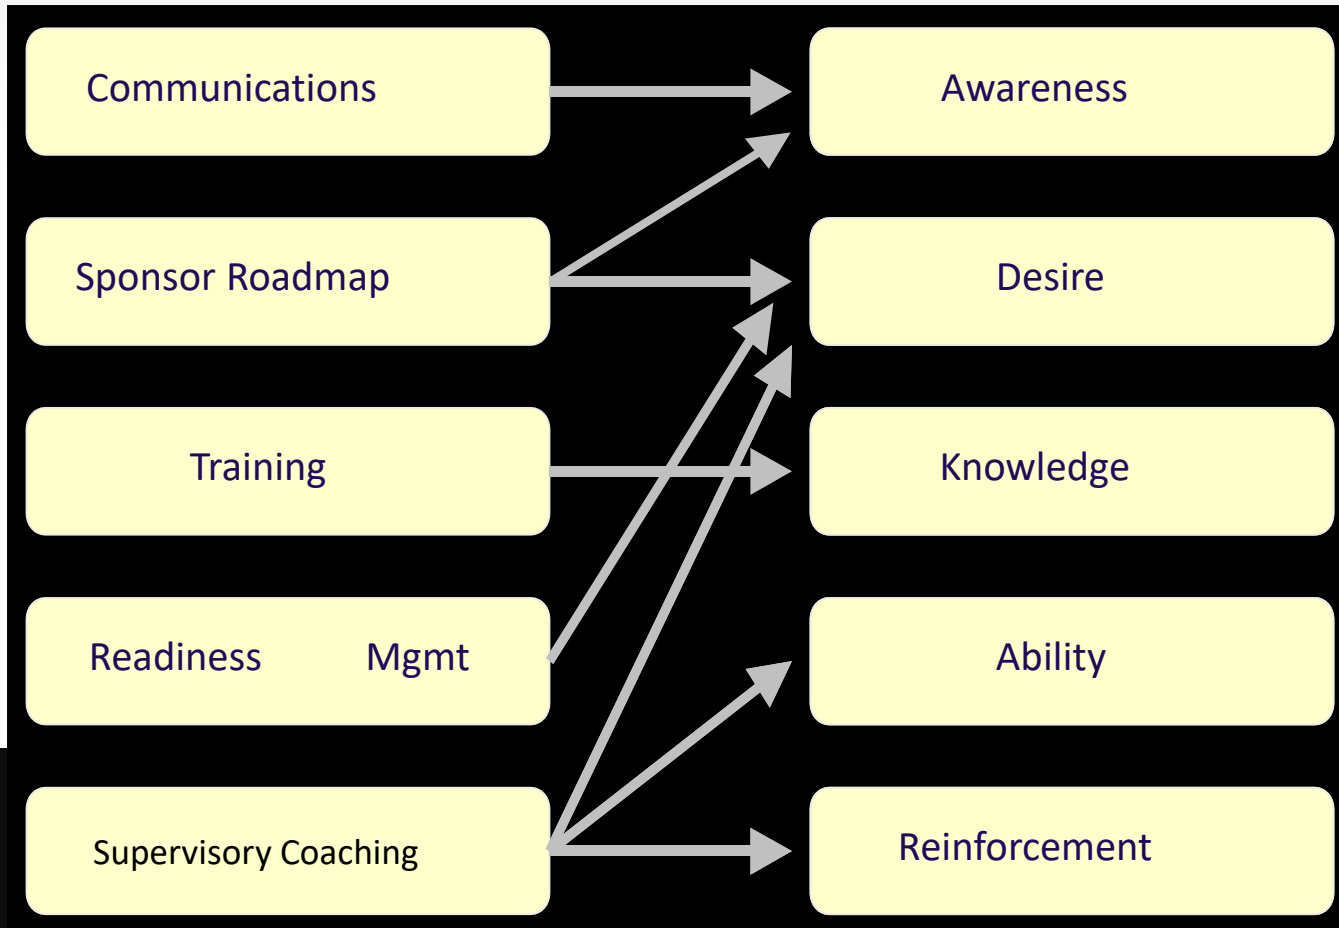 Communications
Awareness
Sponsor Roadmap
Desire
Training
Knowledge
Readiness Mgmt
Ability
Supervisory Coaching
Reinforcement